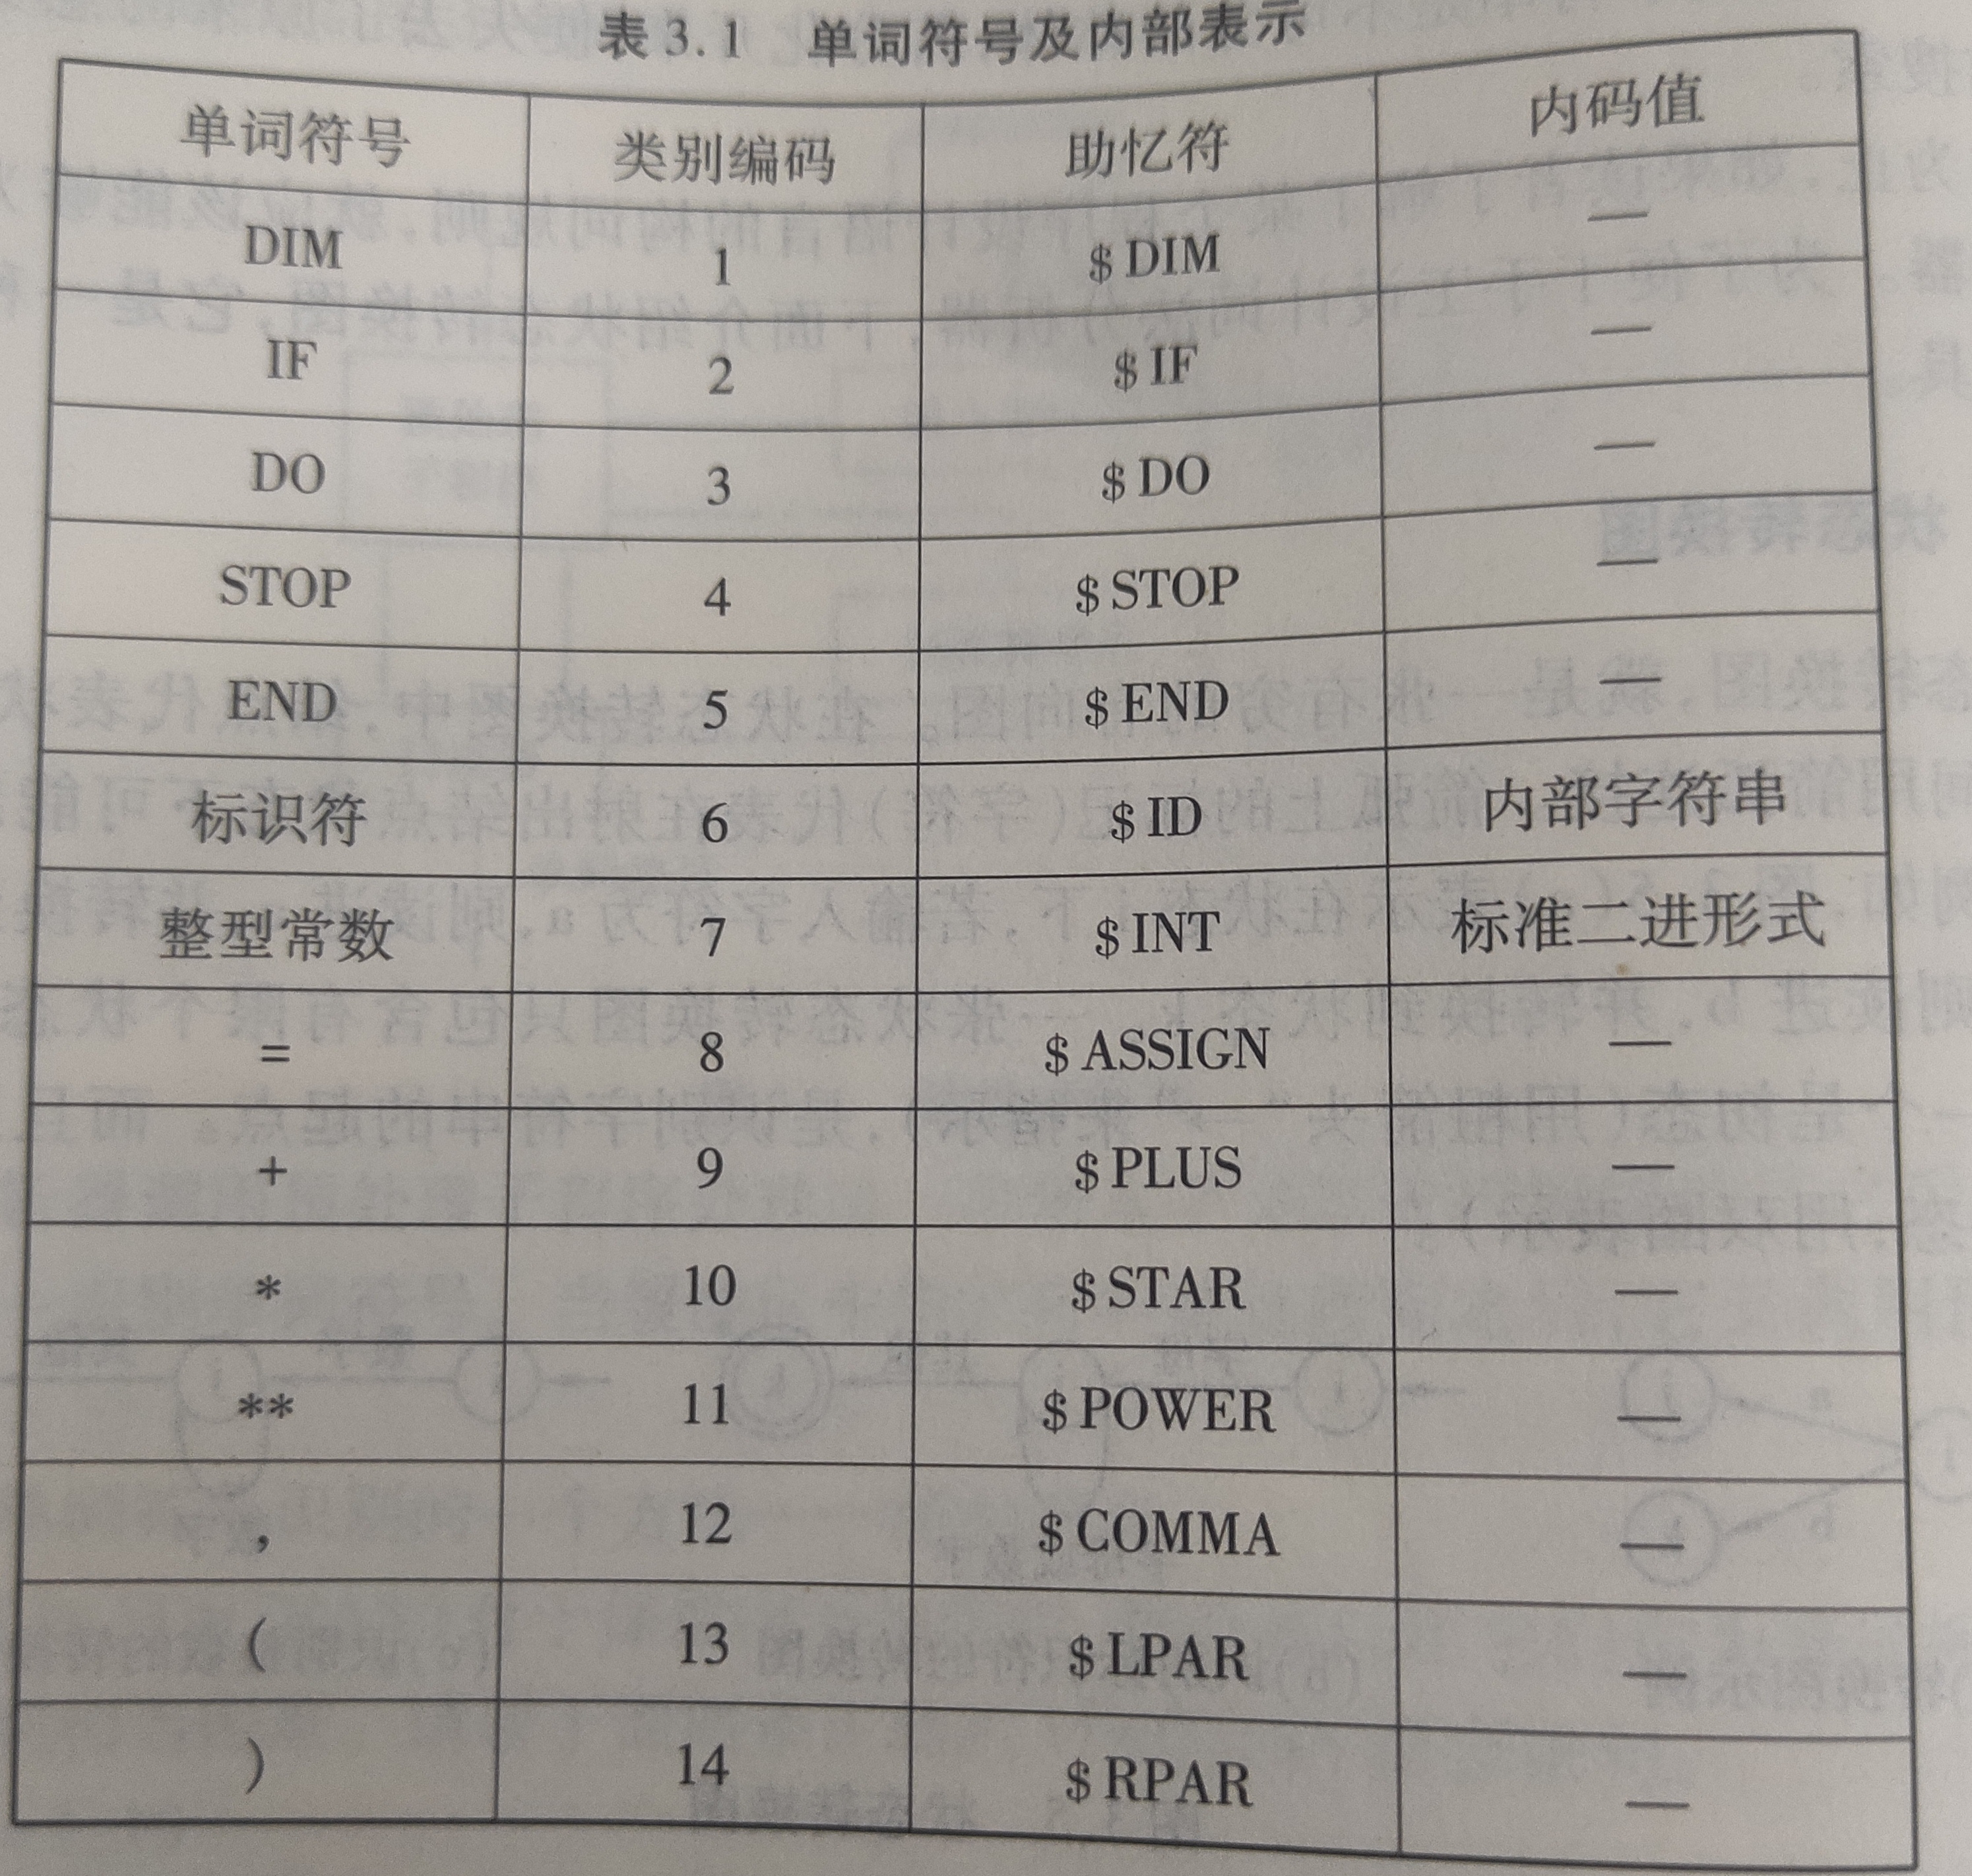 表3.1 单词符号及内部表示
单词符号 类别编码 助忆符 内码值
DIM 1 $DIM —
IF 2 $IF —
DO 3 $DO —
STOP 4 $STOP —
END 5 $END —
标识符 6 $ID 内部字符串
整型常数 7 $INT 标准二进形式
= 8 $ASSIGN —
+ 9 $PLUS —
* 10 $STAR —
** 11 $POWER —
, 12 $COMMA —
( 13 $LPAR —
) 14 $RPAR —